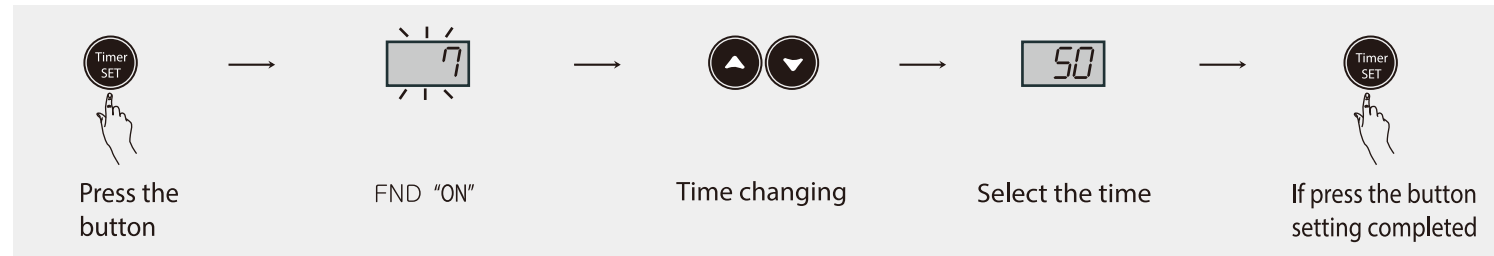 Timer
SET
7
50
Timer
SET
Press the
button
FND "ON"
Time changing
Select the time
If press the button
setting completed